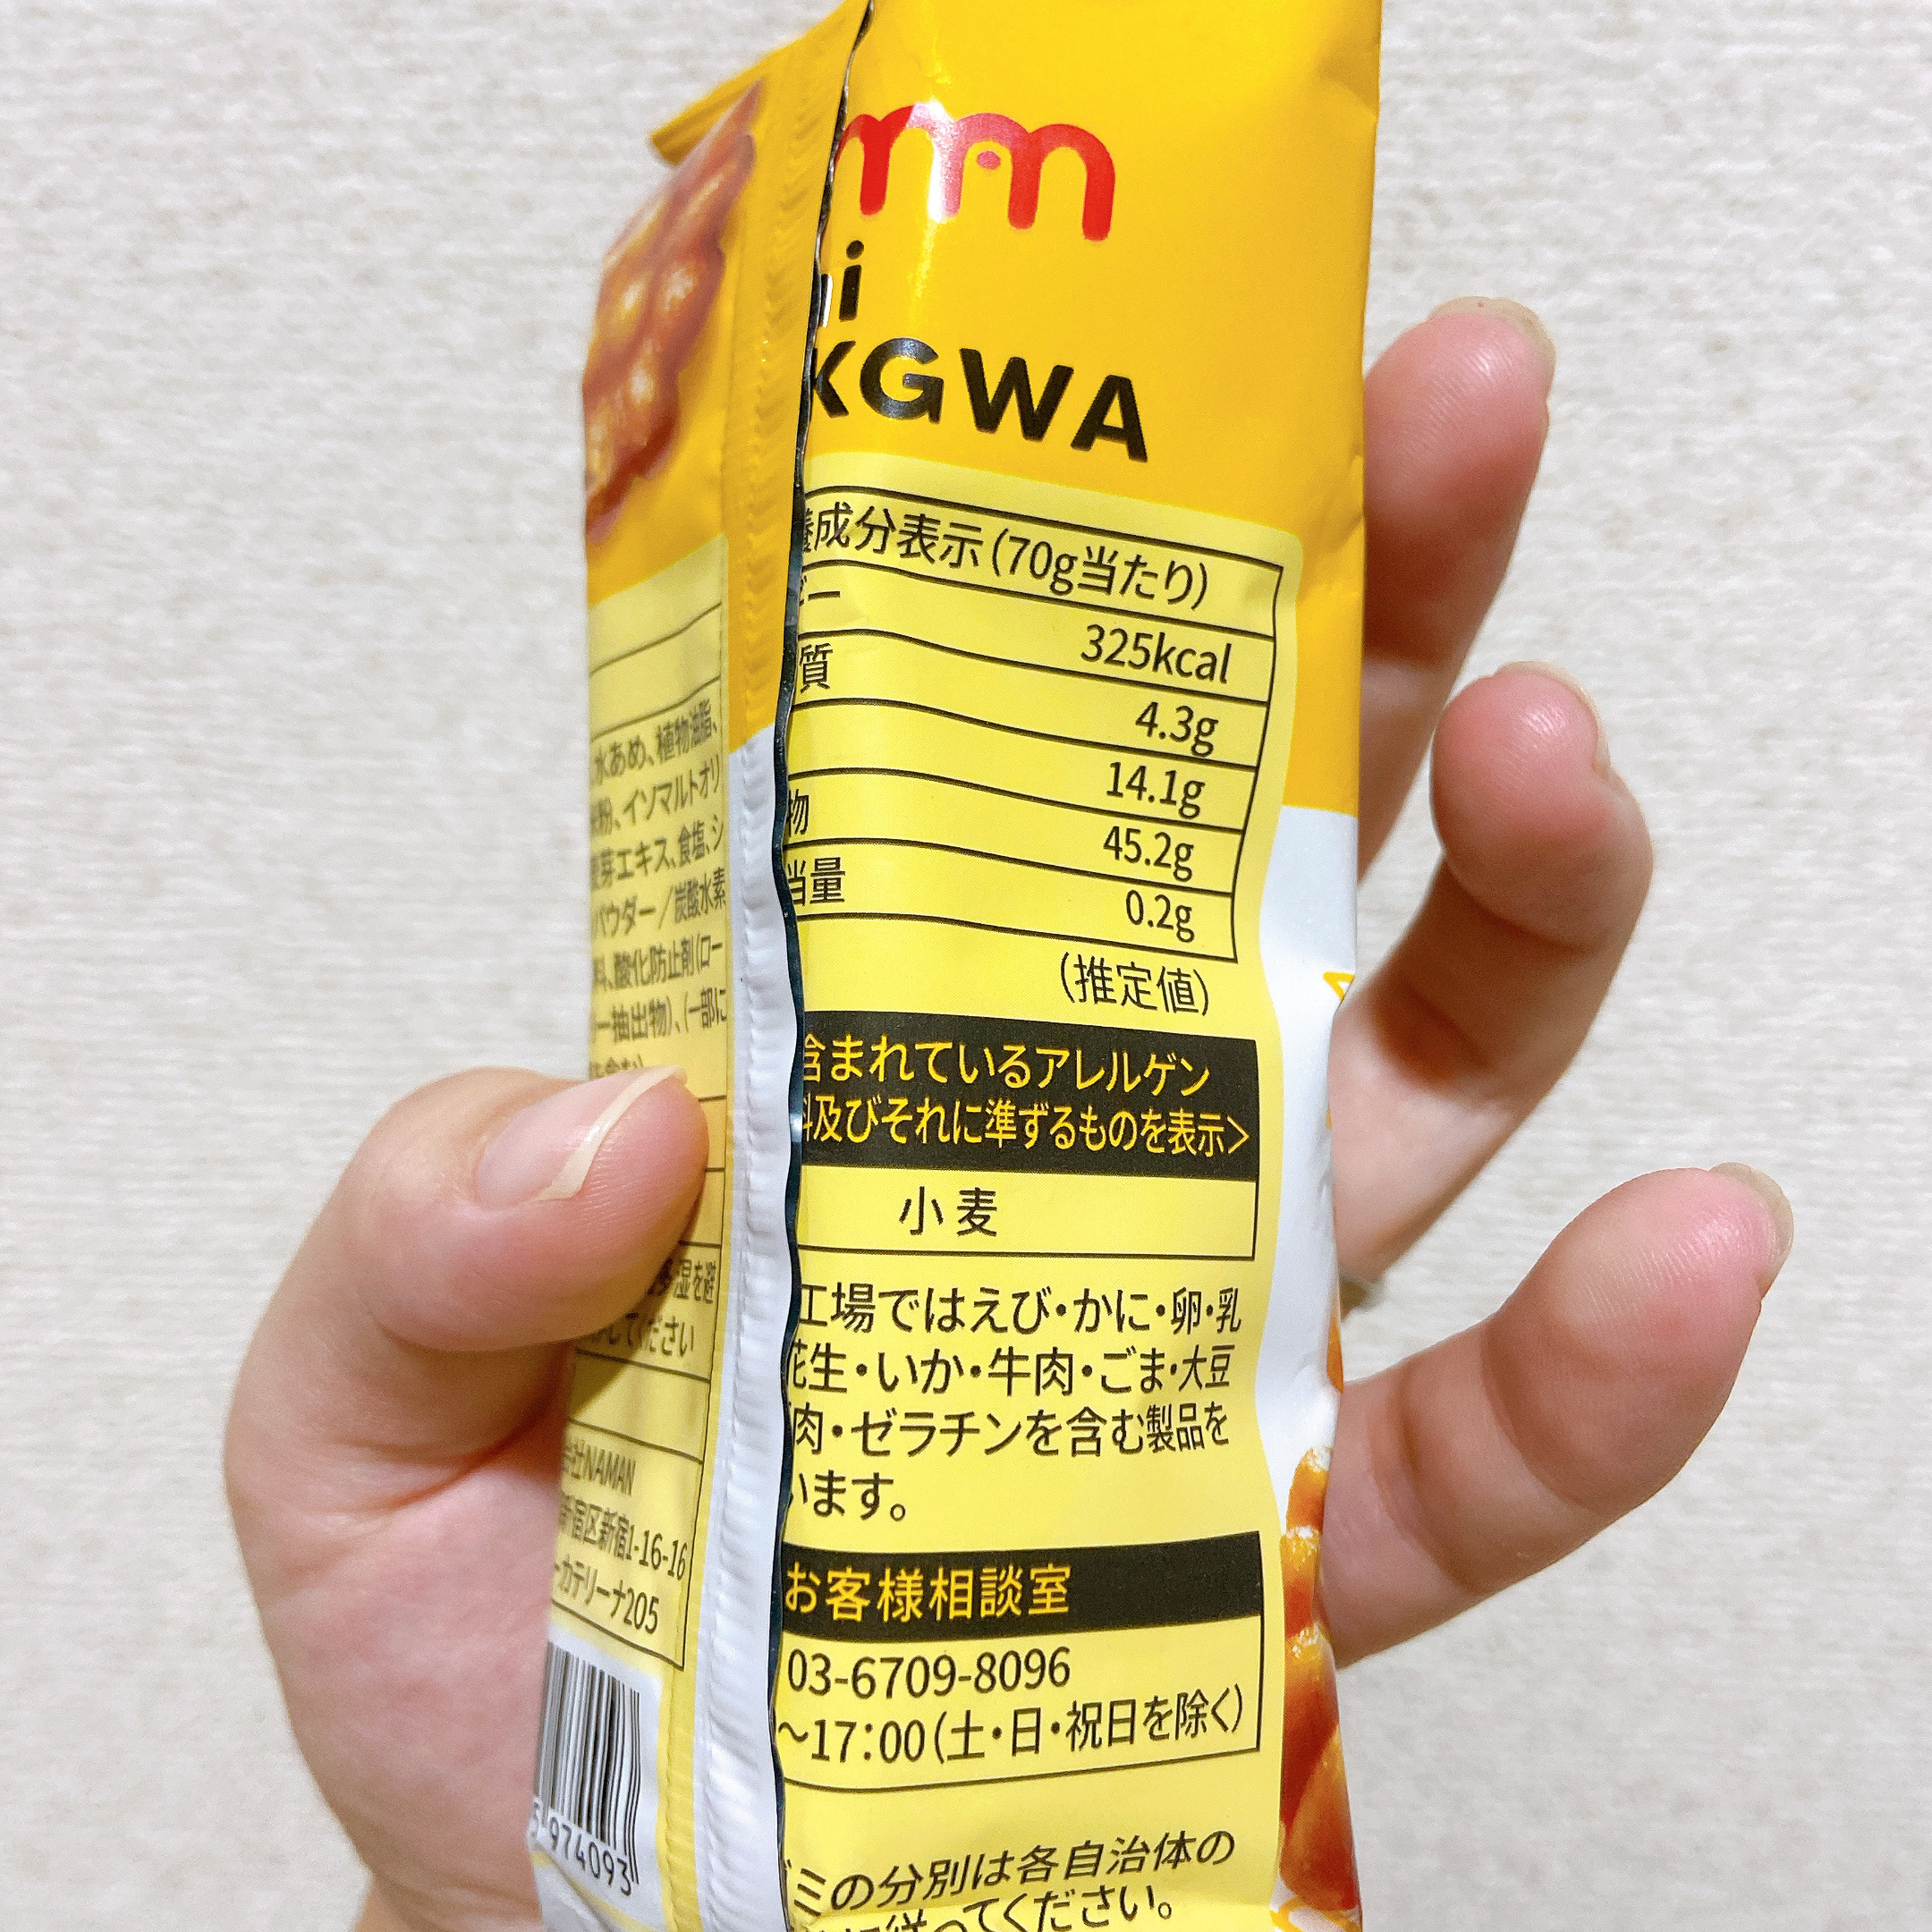 mm
ni
KGWA
養成分表示(70g当たり)
ー
325kcal
質
4.3g
14.1g
物
45.2g
当量
0.2g
(推定値)
含まれているアレルゲン
料及びそれに準ずるものを表示>
小麦
工場ではえび・かに・卵・乳
花生・いか・牛肉・ごま・大豆
肉・ゼラチンを含む製品を
います。
お客様相談室
03-6709-8096
〜17:00(土・日・祝日を除く)
ミの分別は各自治体の
従ってください。
、水あめ、植物油脂、
粉、イソマルトオリ
芽エキス、食塩、シ
パウダー/炭酸水素
料、酸化防止剤(ロー
ー抽出物)、(一部に
を含む)
湿を避
してください
会社NAMAN
新宿区新宿1-16-16
ーカテリーナ205
5 974093